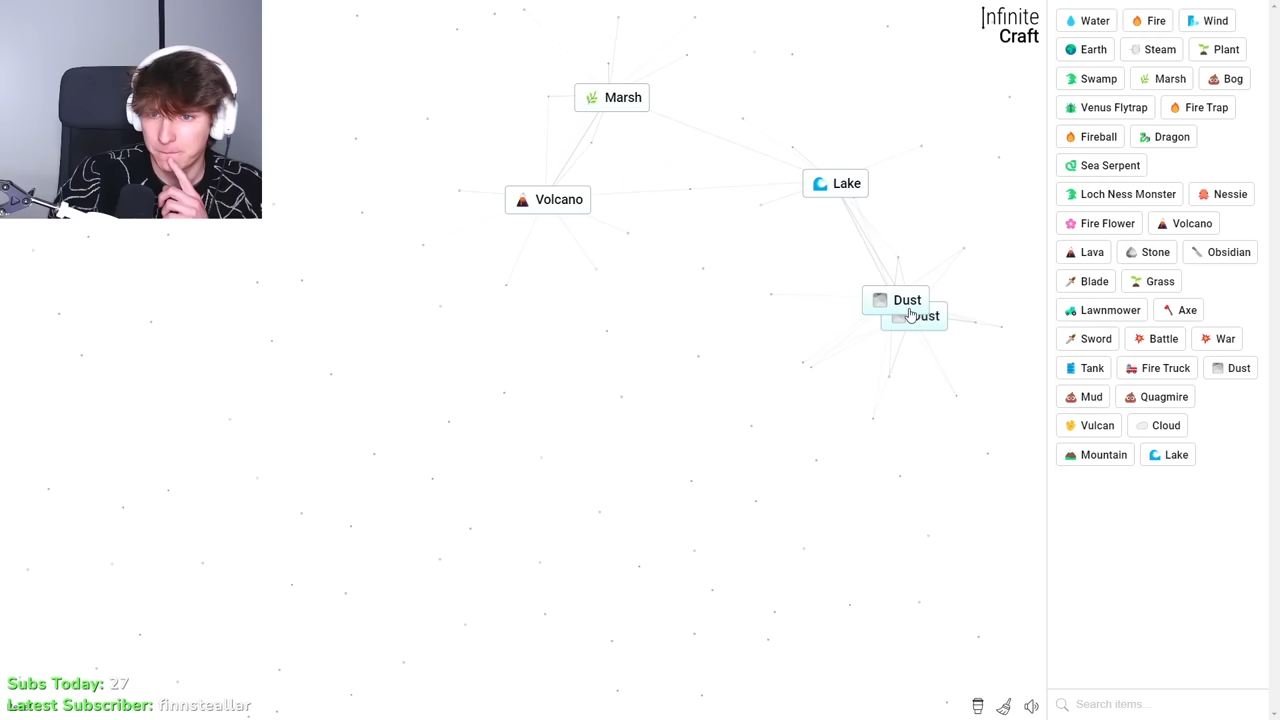 Infinite
Craft
Marsh
Volcano
Lake
Dust
Dust
Water
Fire
Wind
Earth
Steam
Plant
Swamp
Marsh
Bog
Venus Flytrap
Fire Trap
Fireball
Dragon
Sea Serpent
Loch Ness Monster
Nessie
Fire Flower
Volcano
Lava
Stone
Obsidian
Blade
Grass
Lawnmower
Axe
Sword
Battle
War
Tank
Fire Truck
Dust
Mud
Quagmire
Vulcan
Cloud
Mountain
Lake
Search items...
Subs Today: 27
Latest Subscriber: finnsteallar